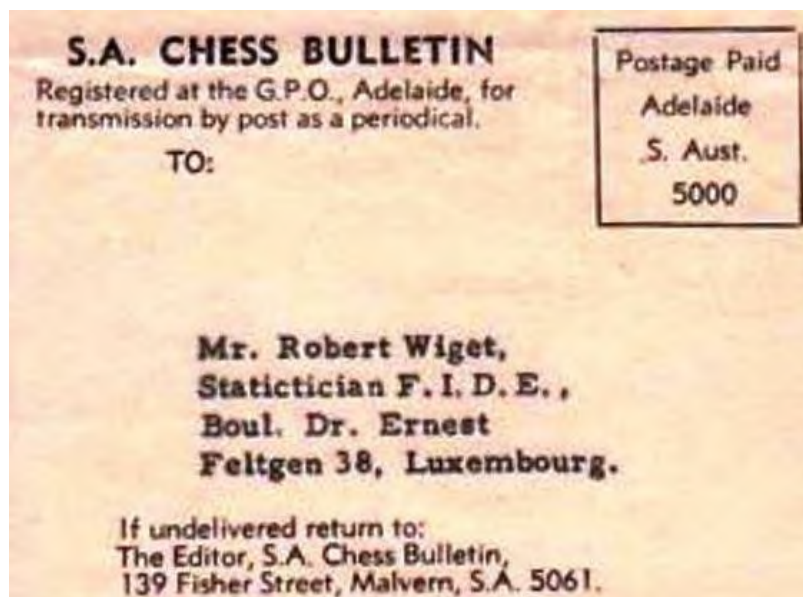 S.A. CHESS BULLETIN
Registered at the G.P.O., Adelaide, for
transmission by post as a periodical.
TO:
Postage Paid
Adelaide
S. Aust.
5000
Mr. Robert Wiget,
Statictician F.I.D.E.,
Boul. Dr. Ernest
Feltgen 38, Luxembourg.
If undelivered return to:
The Editor, S.A. Chess Bulletin,
139 Fisher Street, Malvern, S.A. 5061.